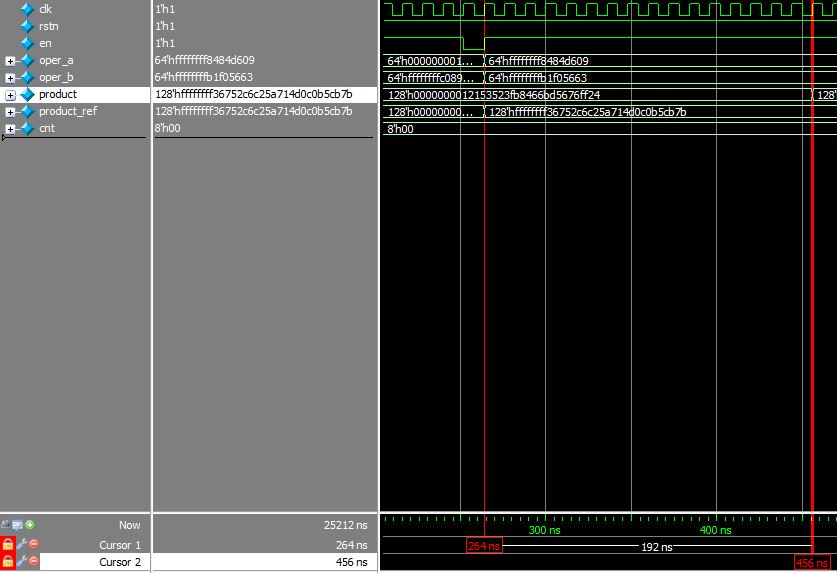 clk 1'h1
rstn 1'h1
en 1'h1
oper_a 64'hffffffff8484d609 64'h000000001... 64'hffffffff8484d609
oper_b 64'hffffffffb1f05663 64'hffffffffc089... 64'hffffffffb1f05663
product 128'hffffffff36752c6c25a714d0c0b5cb7b 128'h00000000012153523fb8466bd5676ff24 128'
product_ref 128'hffffffff36752c6c25a714d0c0b5cb7b 128'h00000000... 128'hffffffff36752c6c25a714d0c0b5cb7b
cnt 8'h00 8'h00
Now 25212 ns 300 ns 400 ns
Cursor 1 264 ns 264 ns 192 ns
Cursor 2 456 ns 456 ns